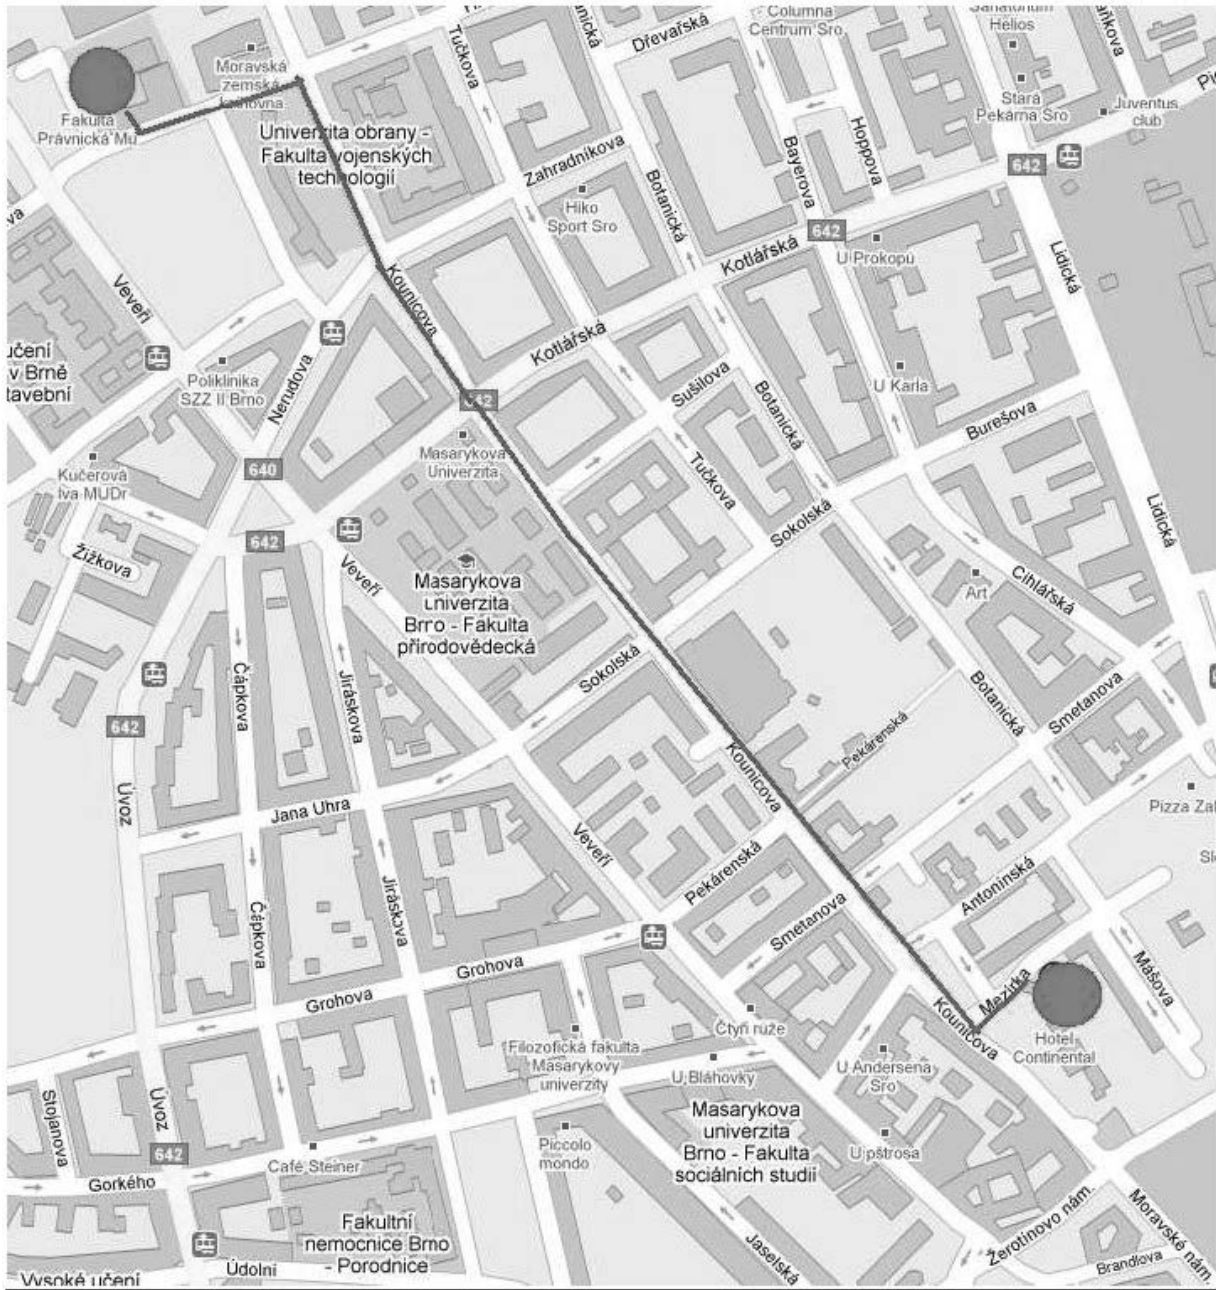 Tučkova
Dřevařská
Columna
Centrum Sro
Helios
Moravská
zemská
knihovna
Stará
Pekárna Sro
Juventus
club
Fakulta
Právnická Mu
Univerzita obrany -
Fakulta vojenských
technologií
Zahradníkova
Botanická
Bayerova
Hoppova
642
Hiko
Sport Sro
Kotlářská
642
U Prokopů
Lidická
Veveří
Kounicova
Kotlářská
učení
v Brně
tavební
Poliklinika
SZZ II Brno
Nerudova
Sušilova
U Karla
Botanická
Burešova
642
Masarykova
Univerzita
Kučerová
Iva MUDr
640
Tučkova
Sokolská
Lidická
642
Žižkova
Veveří
Masarykova
univerzita
Brno - Fakulta
přírodovědecká
Art
Cihlářská
Čápkova
Jiráskova
Sokolská
Botanická
Smetanova
642
Pekárenská
Kounicova
Úvoz
Jana Uhra
Pizza Zal
Veveří
Pekárenská
Antonínská
Čápkova
Jiráskova
Smetanova
Grohova
Grohova
Mezírka
Mášova
Kounicova
Čtyři růže
Hotel
Continental
Filozofická fakulta
Masarykovy
univerzity
U Bláhovky
U Andersena
Sro
Stojanova
Úvoz
Masarykova
univerzita
Brno - Fakulta
sociálních studií
642
Café Steiner
Piccolo
mondo
U pštrosa
Gorkého
Fakultní
nemocnice Brno
- Porodnice
Jaselská
Žerotínovo nám.
Moravské nám.
Brandlova
Údolní
Vysoké učení